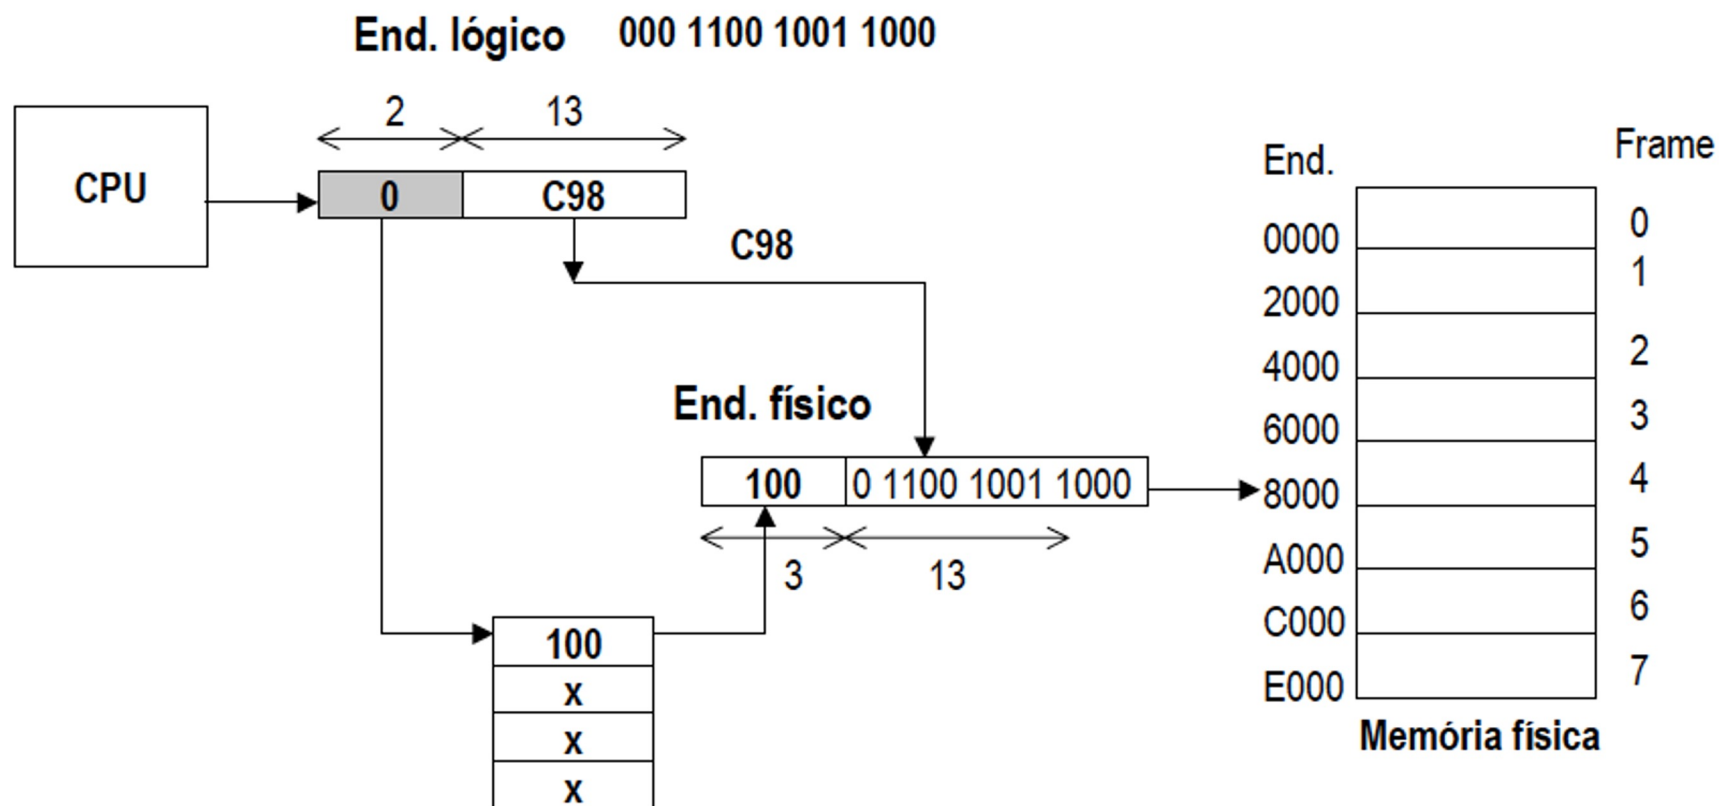 End. lógico 000 1100 1001 1000
2 13
CPU
0 C98
C98
End. físico
100 0 1100 1001 1000
3 13
100
x
x
x
End. Frame
0000 0
2000 1
4000 2
6000 3
8000 4
A000 5
C000 6
E000 7
Memória física